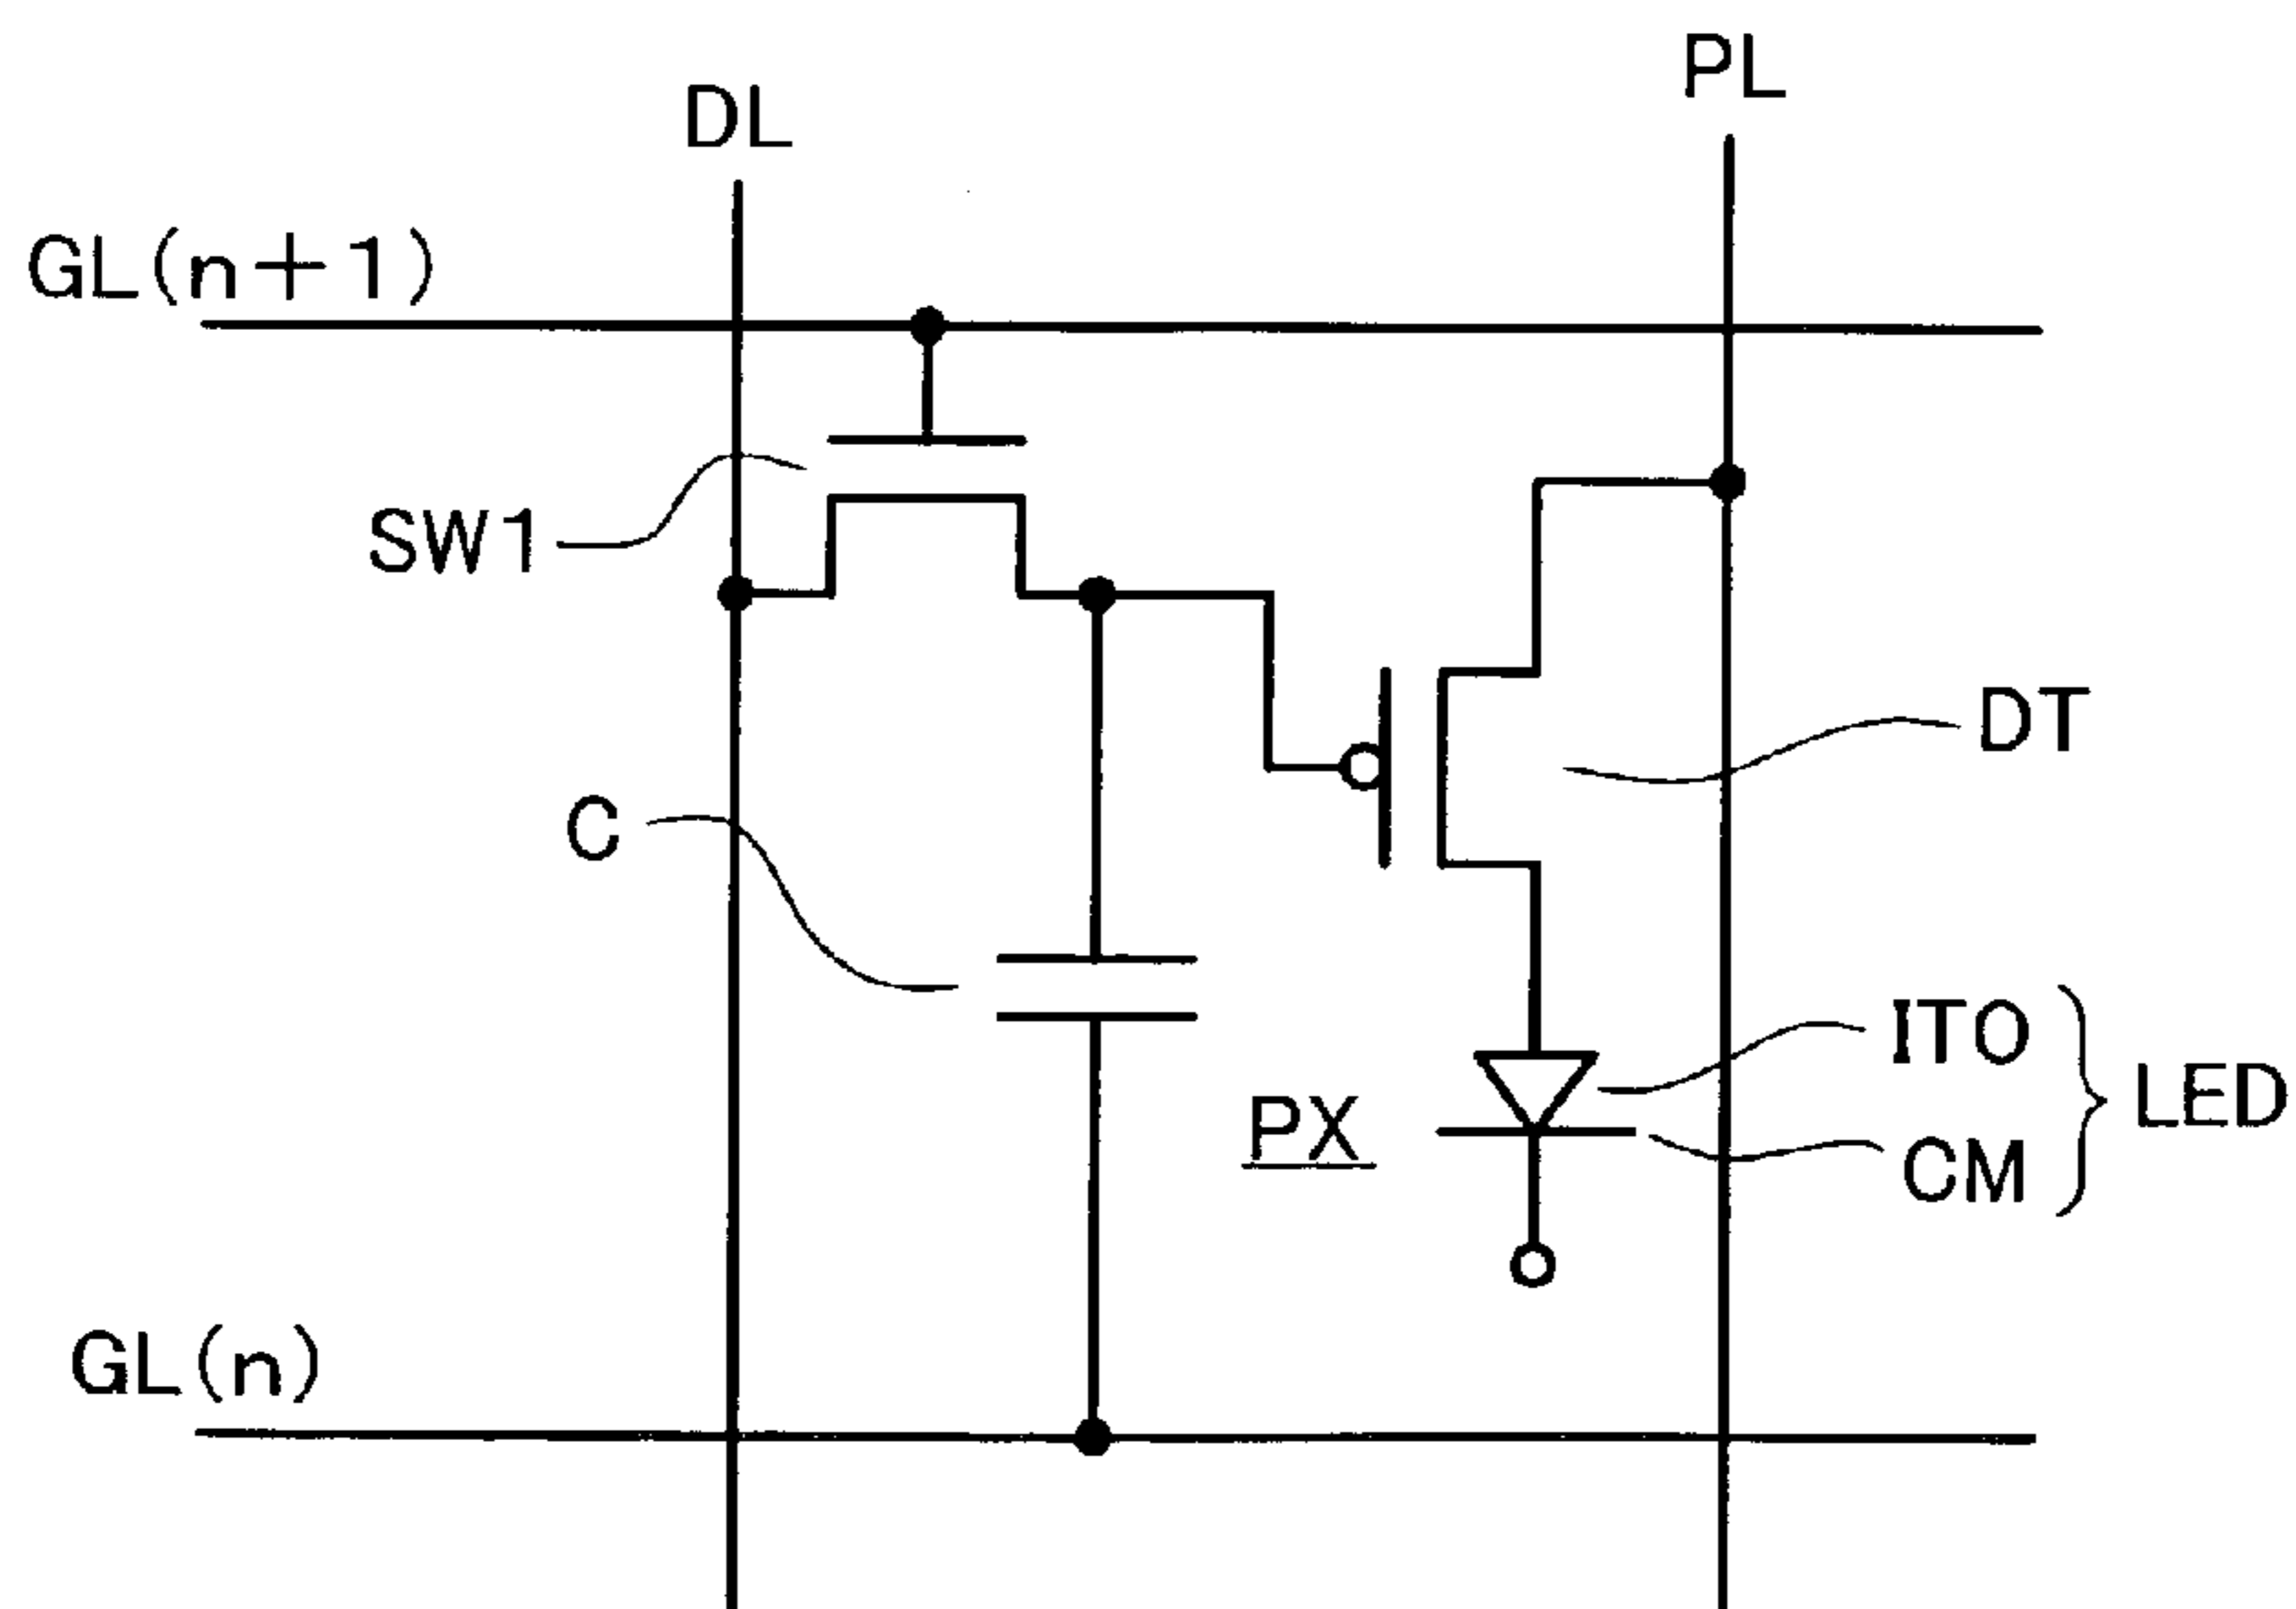 PL
DL
GL(n+1)
SW1
DT
C
ITO
LED
PX
CM
GL(n)